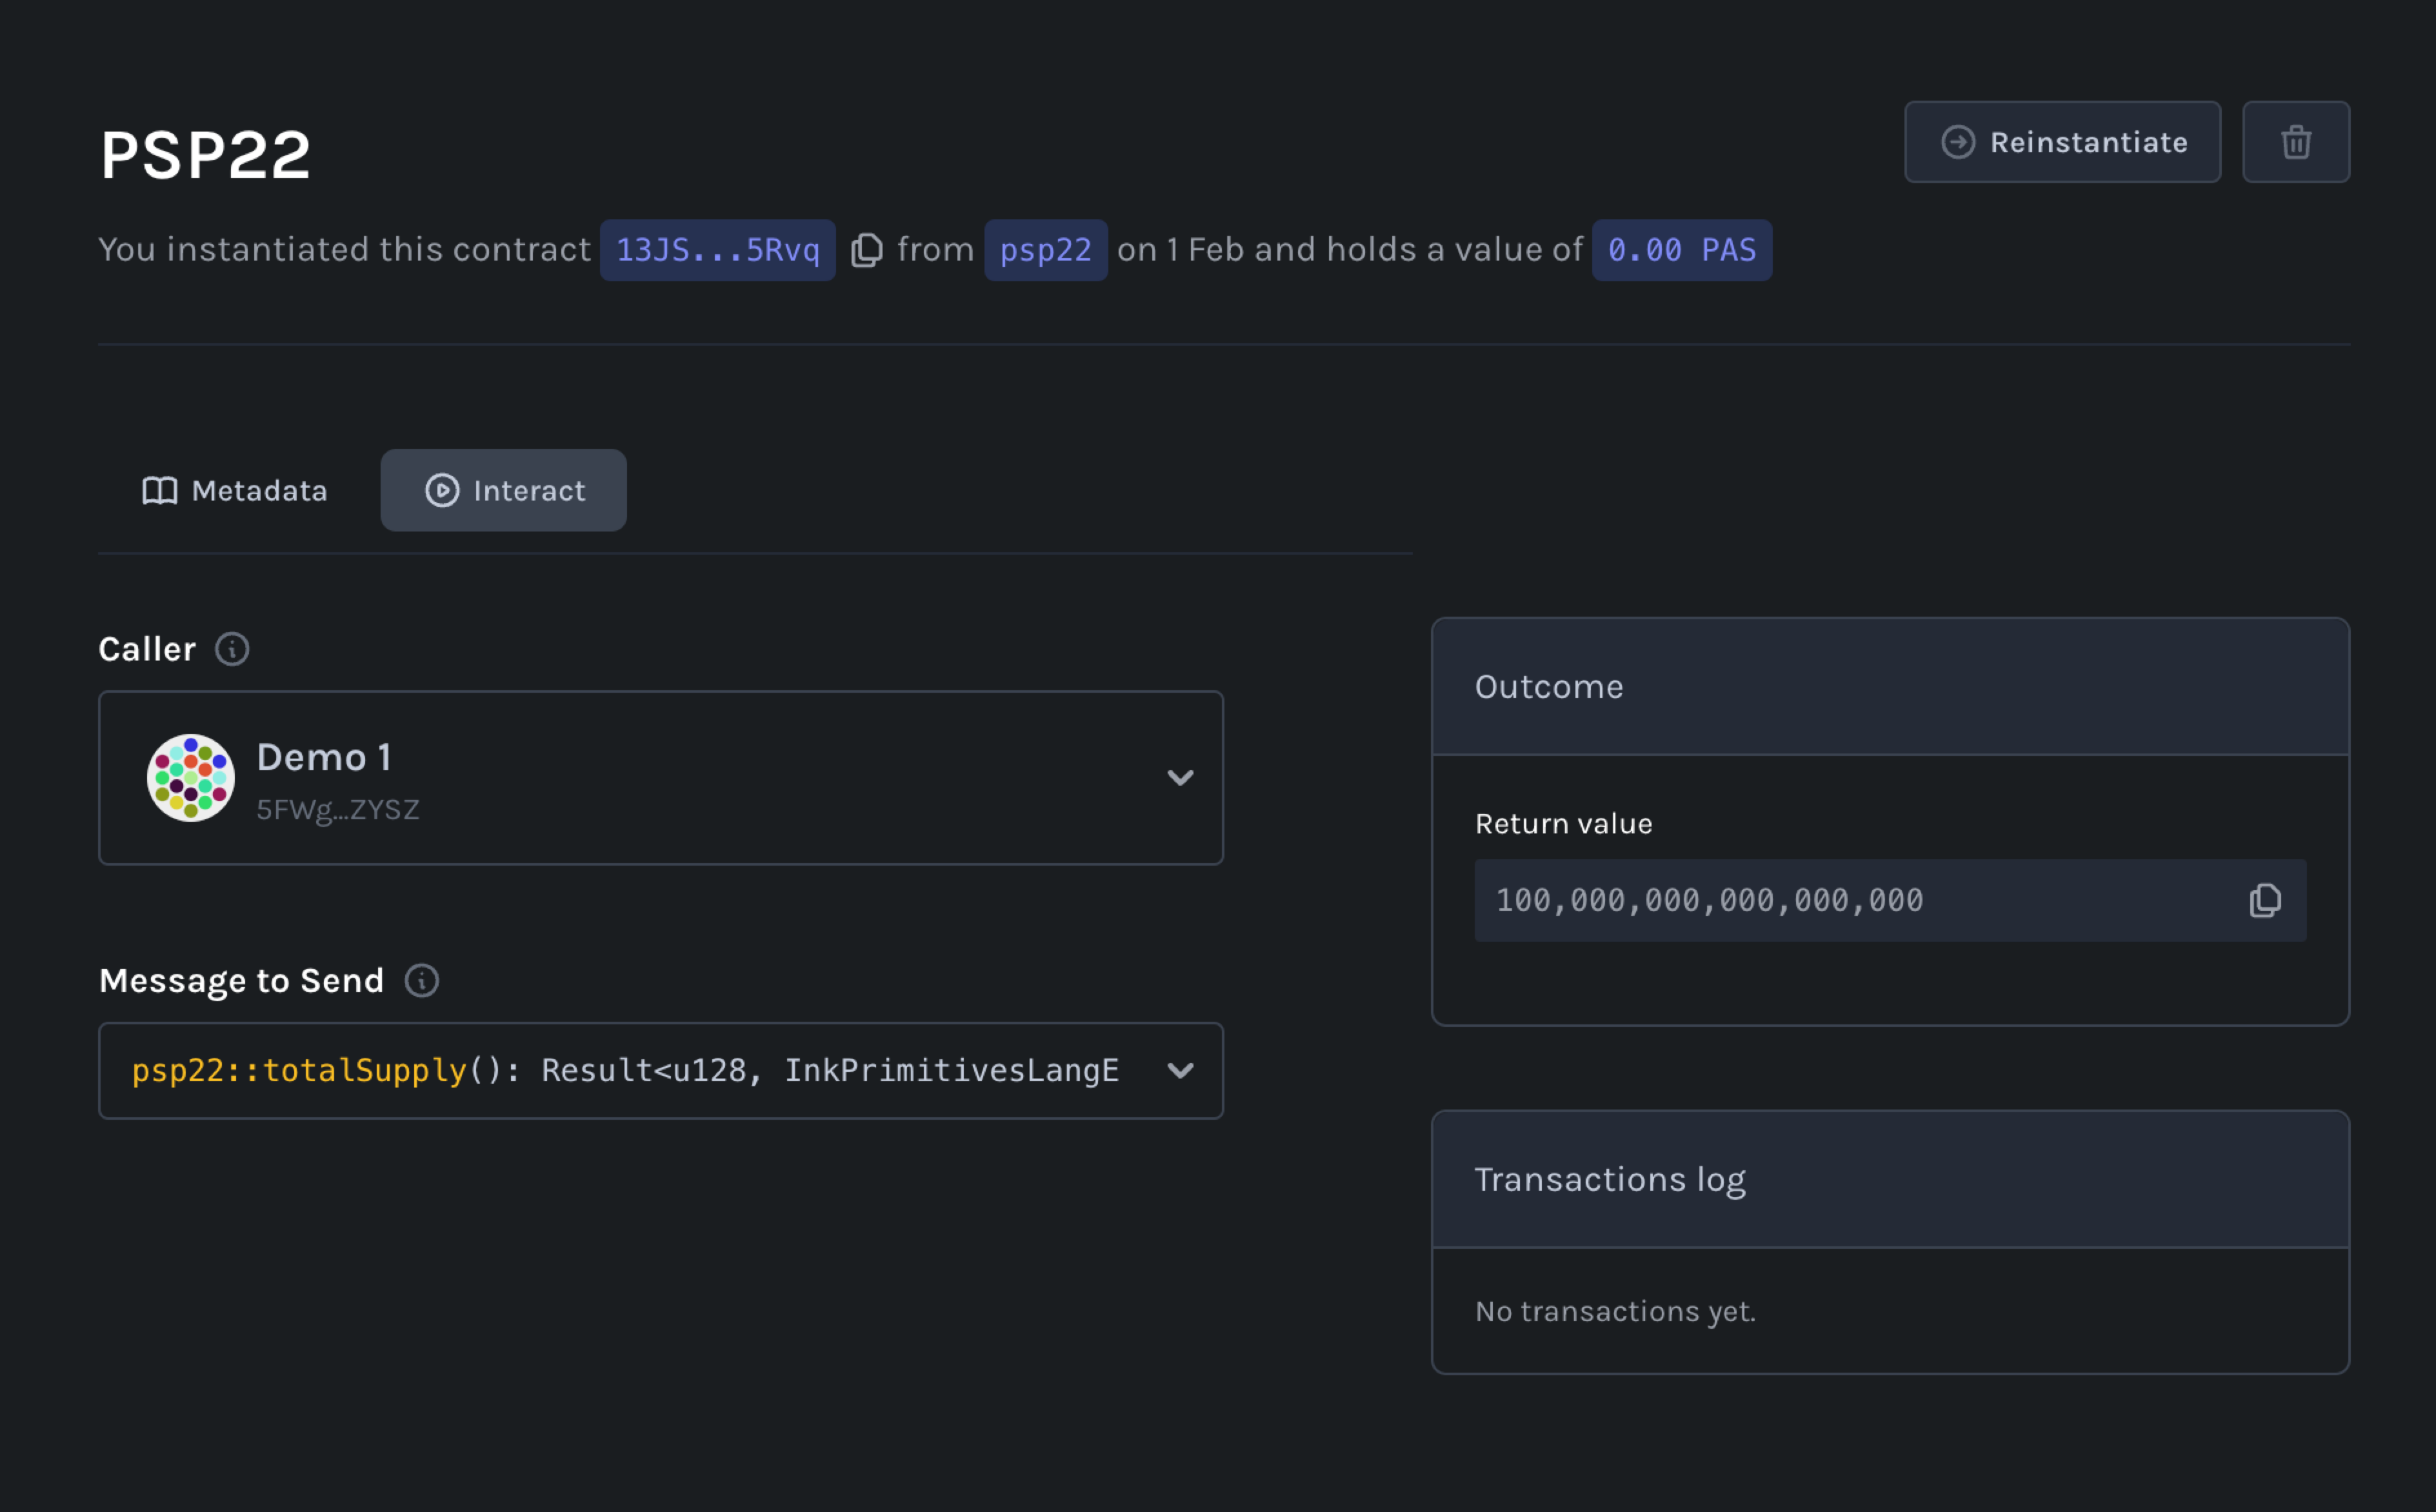 PSP22
Reinstantiate
You instantiated this contract 13JS...5Rvq from psp22 on 1 Feb and holds a value of 0.00 PAS
Metadata
Interact
Caller
Demo 1
5FWg...ZYSZ
Message to Send
psp22::totalSupply(): Result<u128, InkPrimitivesLangE
Outcome
Return value
100,000,000,000,000,000
Transactions log
No transactions yet.